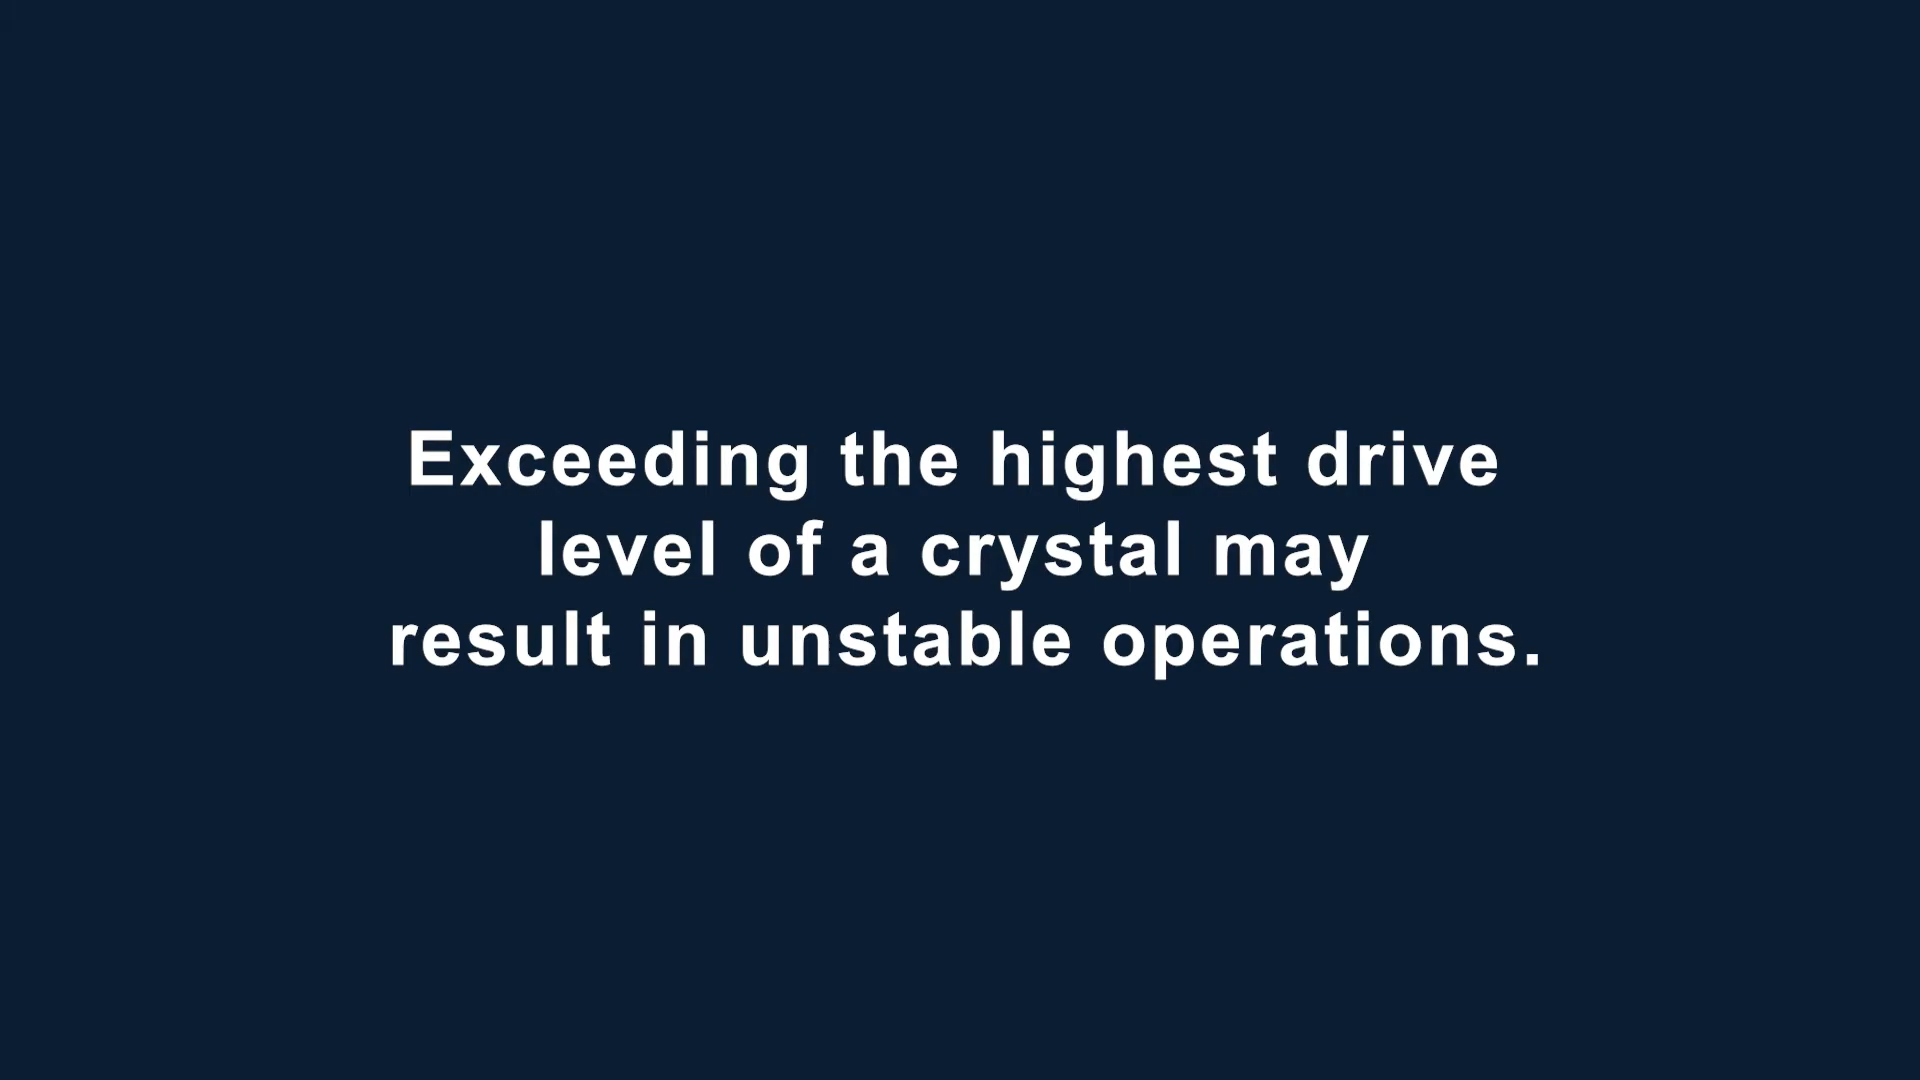 Exceeding the highest drive
level of a crystal may
result in unstable operations.